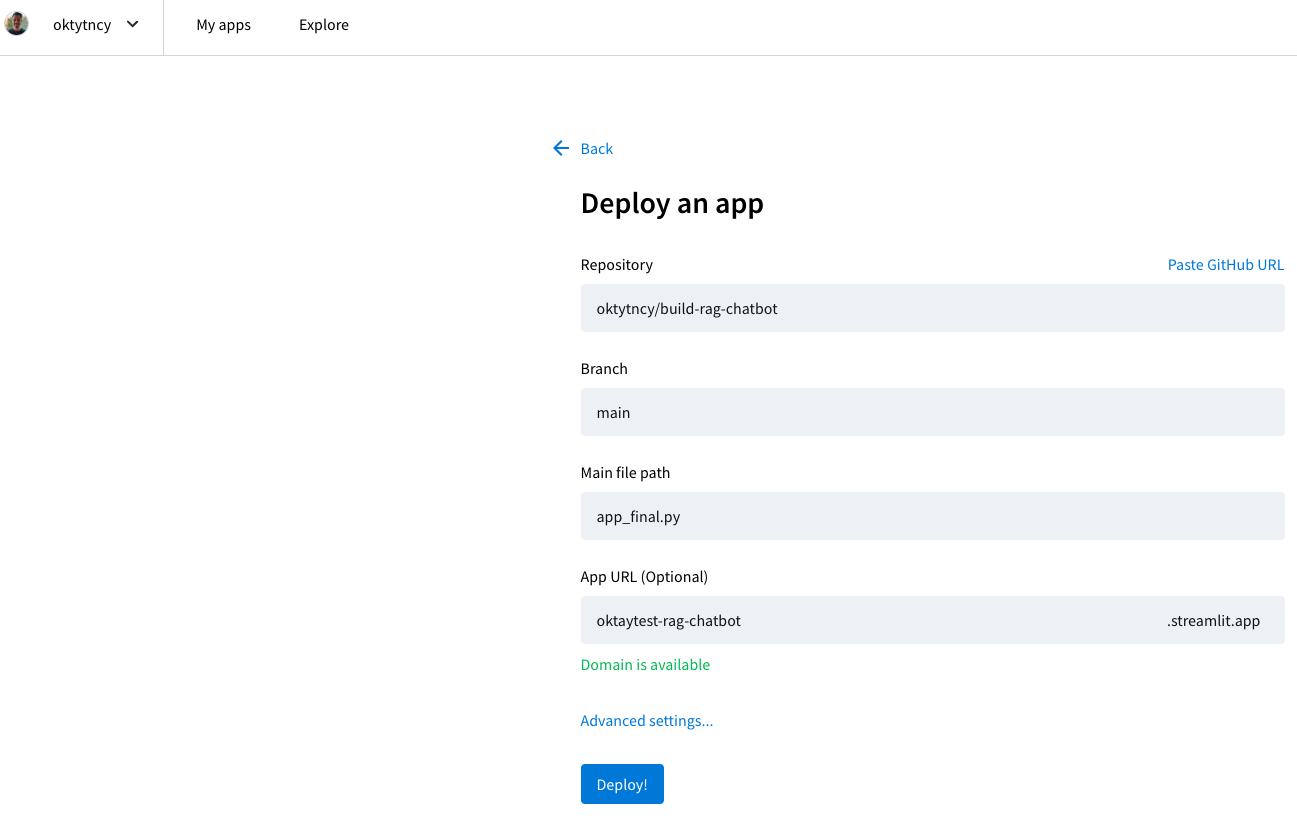 oktytncy My apps Explore
Back
Deploy an app
Repository Paste GitHub URL
oktytncy/build-rag-chatbot
Branch
main
Main file path
app_final.py
App URL (Optional)
oktaytest-rag-chatbot .streamlit.app
Domain is available
Advanced settings...
Deploy!